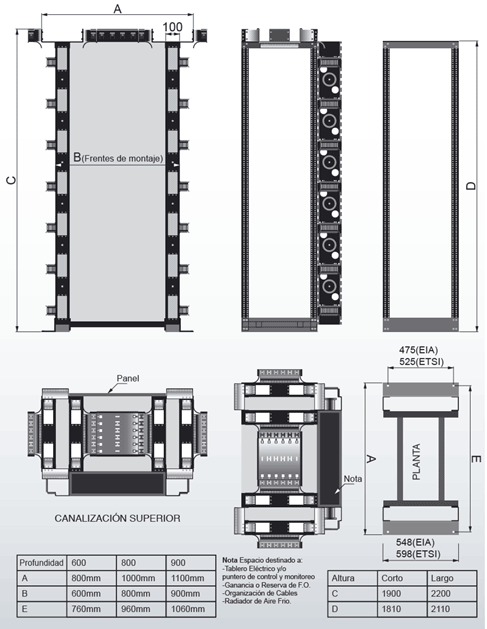 A
100
B(Frentes de montaje)
C
D
Panel
475(EIA)
525(ETSI)
A
PLANTA
E
Nota
548(EIA)
598(ETSI)
CANALIZACIÓN SUPERIOR
Profundidad 600 800 900
A 800mm 1000mm 1100mm
B 600mm 800mm 900mm
E 760mm 960mm 1060mm
Nota Espacio destinado a:
-Tablero Eléctrico y/o
puntero de control y monitoreo
-Ganancia o Reserva de F.O.
-Organización de Cables
-Radiador de Aire Frio.
Altura Corto Largo
C 1900 2200
D 1810 2110